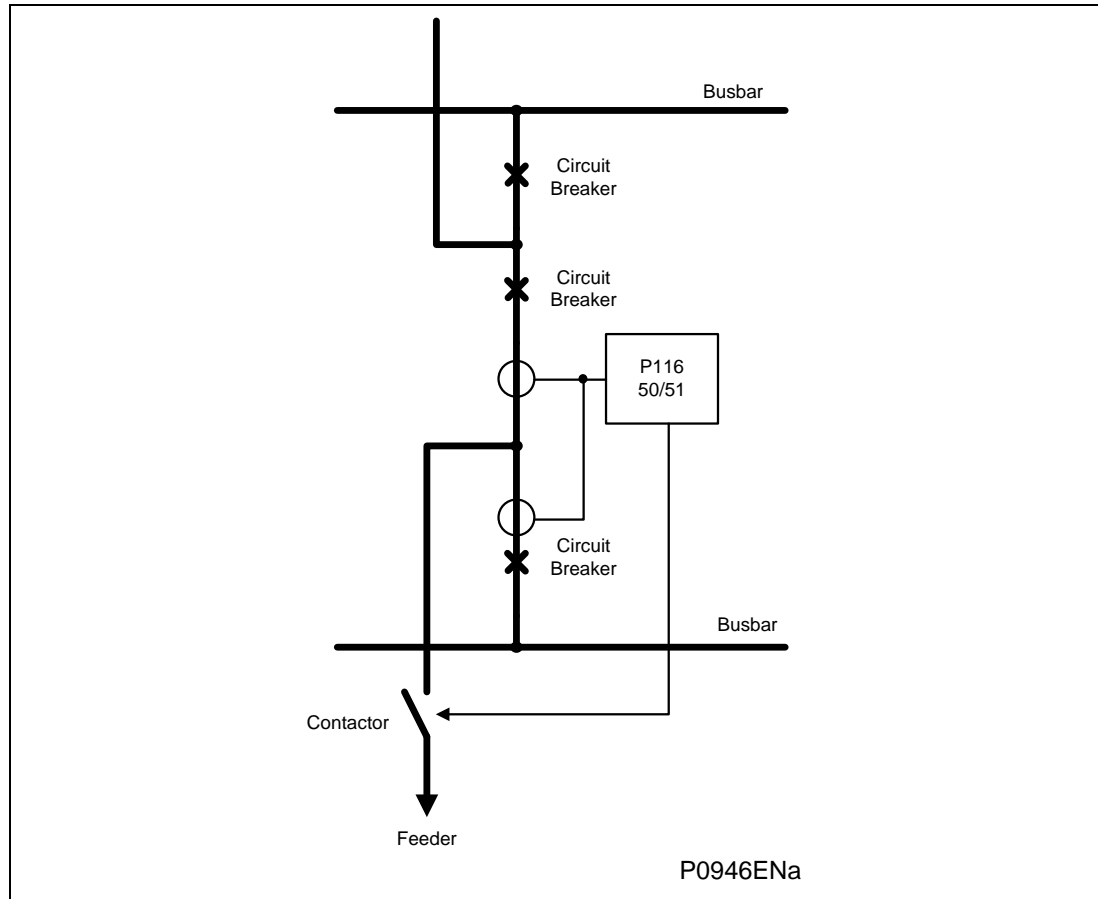 Busbar
Circuit
Breaker
Circuit
Breaker
P116
50/51
Circuit
Breaker
Busbar
Contactor
Feeder
P0946ENa